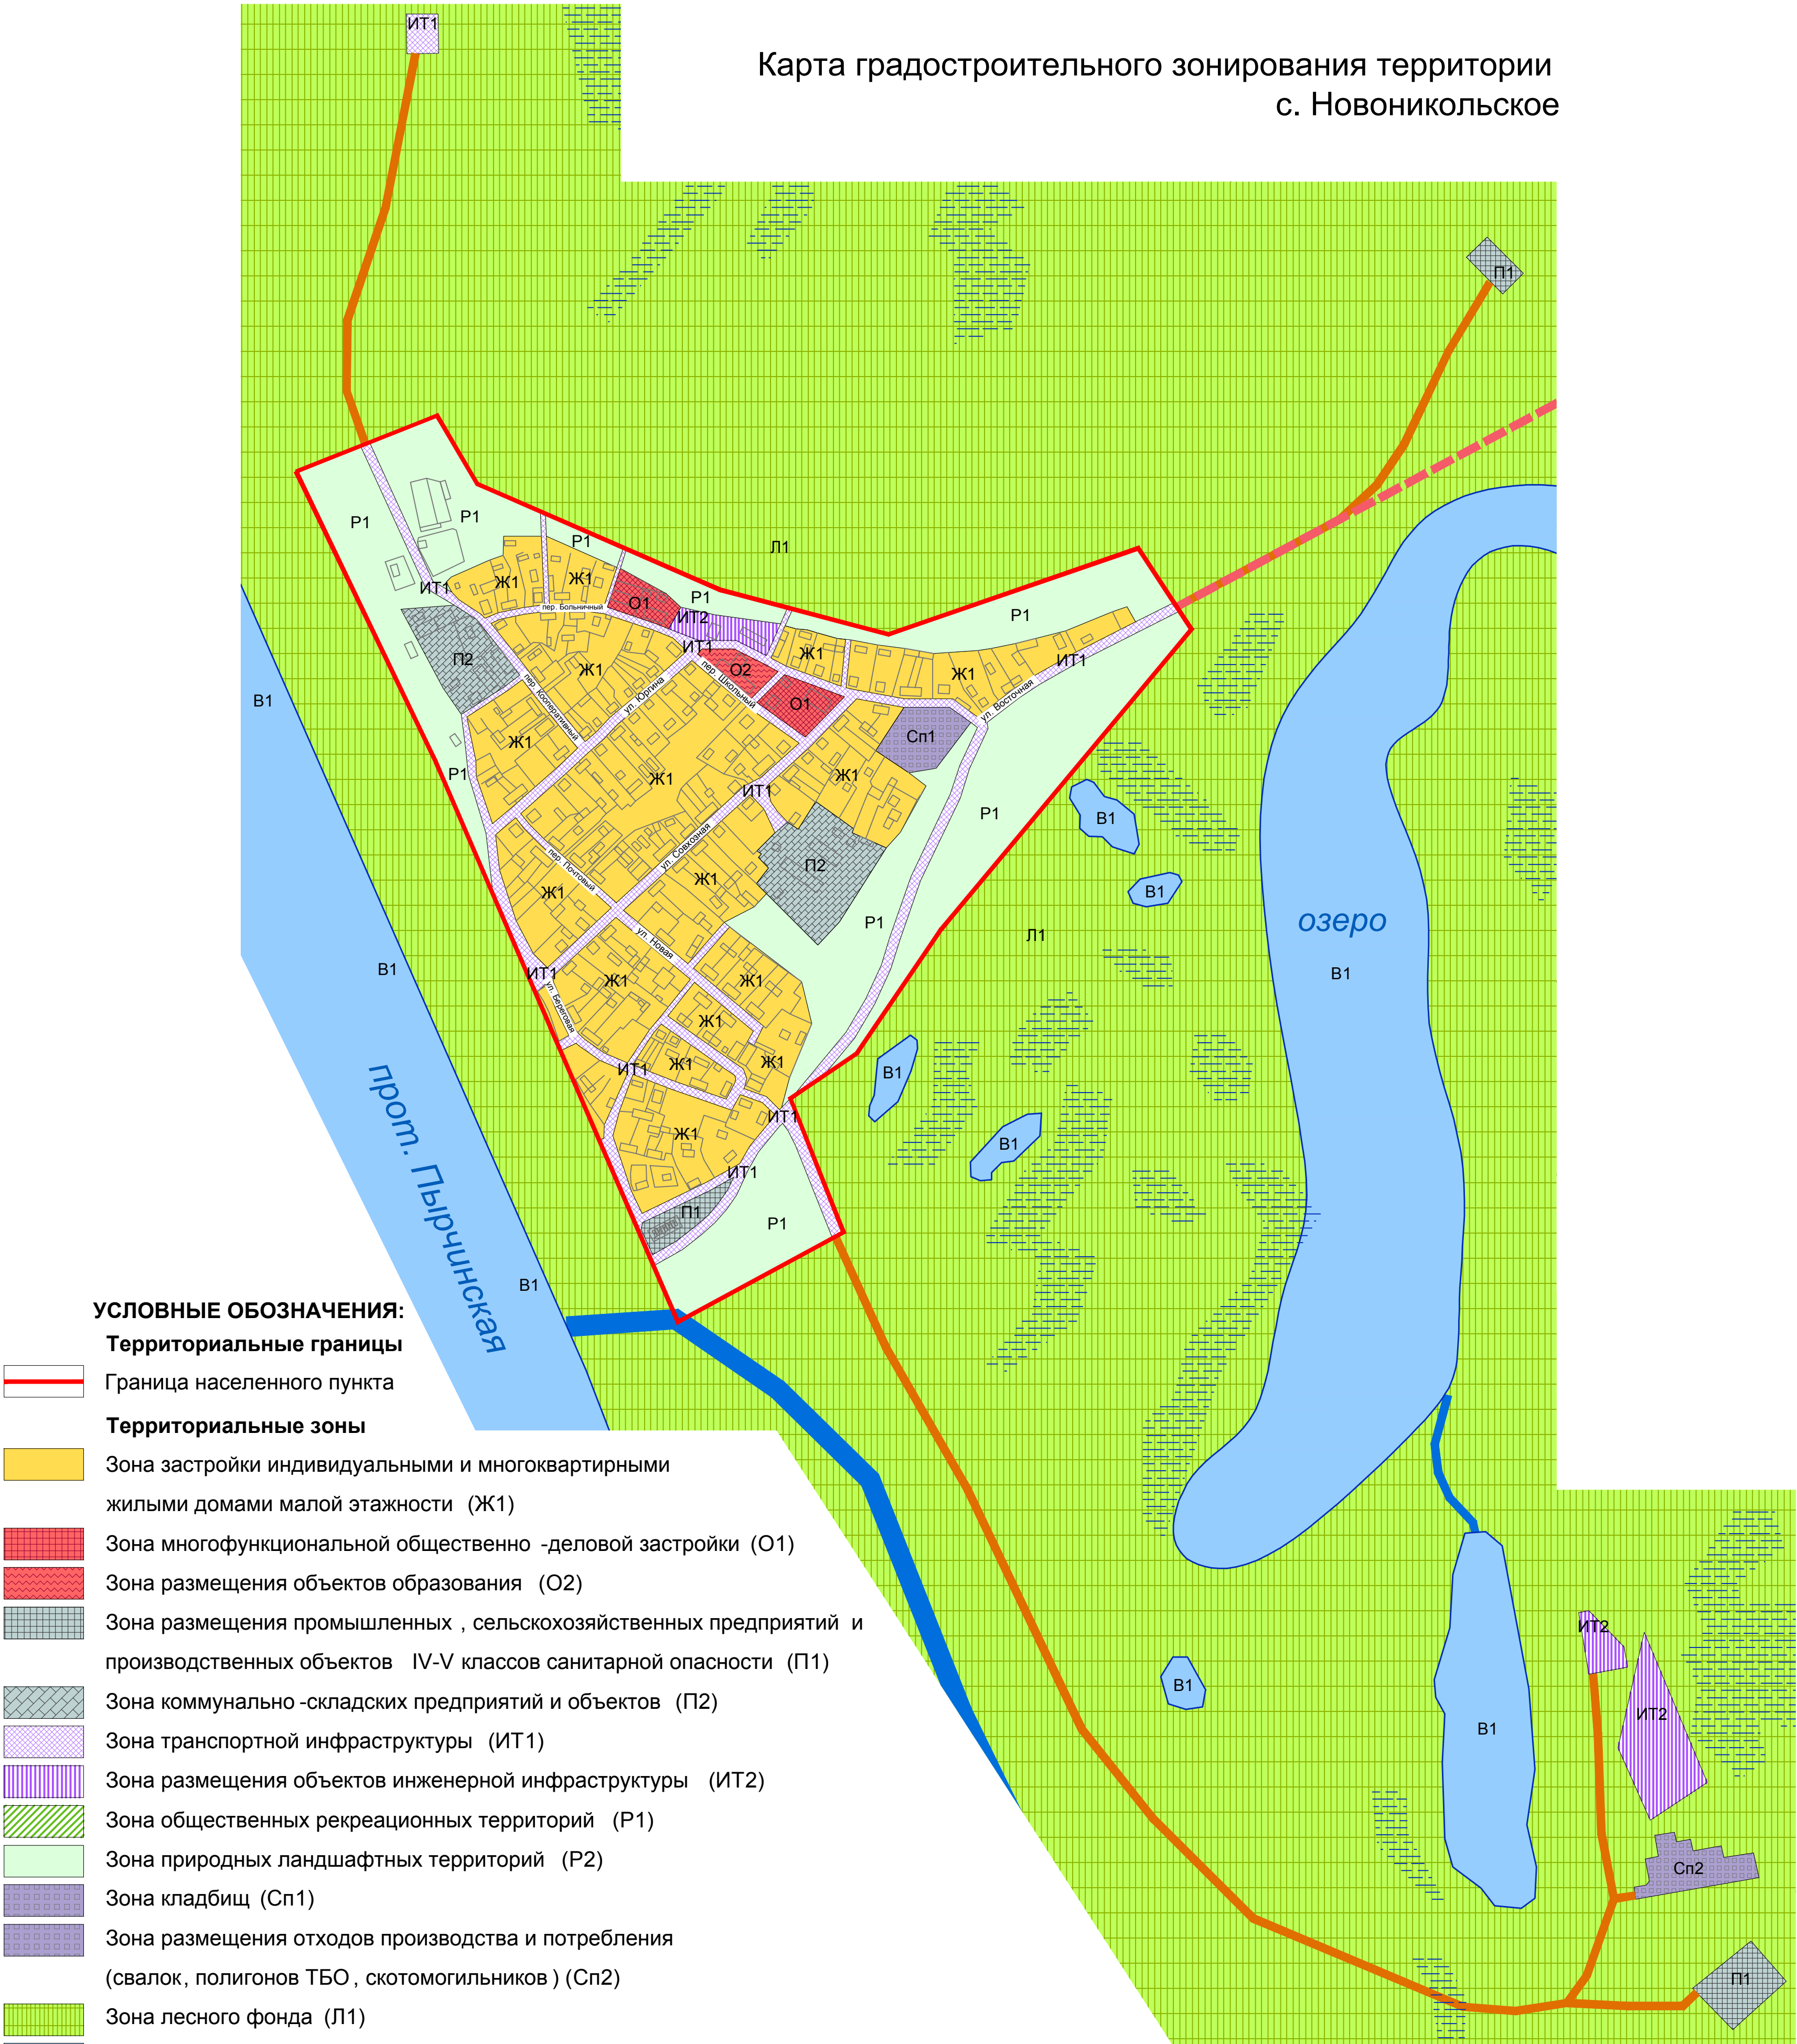 ИТ1
Карта градостроительного зонирования территории
с. Новоникольское
П1
Р1
Р1
Р1
Л1
ИТ1
Ж1
Ж1
пер. Больничный
О1
Р1
ИТ2
Р1
ИТ1
П2
Ж1
О2
Ж1
Ж1
ИТ1
пер. Кооперативный
ул. Юргина
пер. Школьный
О1
ул. Восточная
В1
Ж1
Сп1
Р1
Ж1
ИТ1
Ж1
Р1
В1
ул. Совхозная
П2
пер. Почтовый
Ж1
Ж1
В1
Р1
Л1
озеро
ул. Новая
В1
ИТ1
Ж1
Ж1
В1
ул. Береговая
Ж1
ИТ1
Ж1
Ж1
В1
прот. Пырчинская
ИТ1
Ж1
В1
ИТ1
П1
Р1
В1
УСЛОВНЫЕ ОБОЗНАЧЕНИЯ:
Территориальные границы
Граница населенного пункта
Территориальные зоны
Зона застройки индивидуальными и многоквартирными
жилыми домами малой этажности (Ж1)
Зона многофункциональной общественно -деловой застройки (О1)
Зона размещения объектов образования (О2)
Зона размещения промышленных , сельскохозяйственных предприятий и
производственных объектов IV-V классов санитарной опасности (П1)
Зона коммунально -складских предприятий и объектов (П2)
Зона транспортной инфраструктуры (ИТ1)
Зона размещения объектов инженерной инфраструктуры (ИТ2)
Зона общественных рекреационных территорий (Р1)
Зона природных ландшафтных территорий (Р2)
Зона кладбищ (Сп1)
Зона размещения отходов производства и потребления
(свалок, полигонов ТБО, скотомогильников) (Сп2)
Зона лесного фонда (Л1)
ИТ2
В1
ИТ2
В1
Сп2
П1